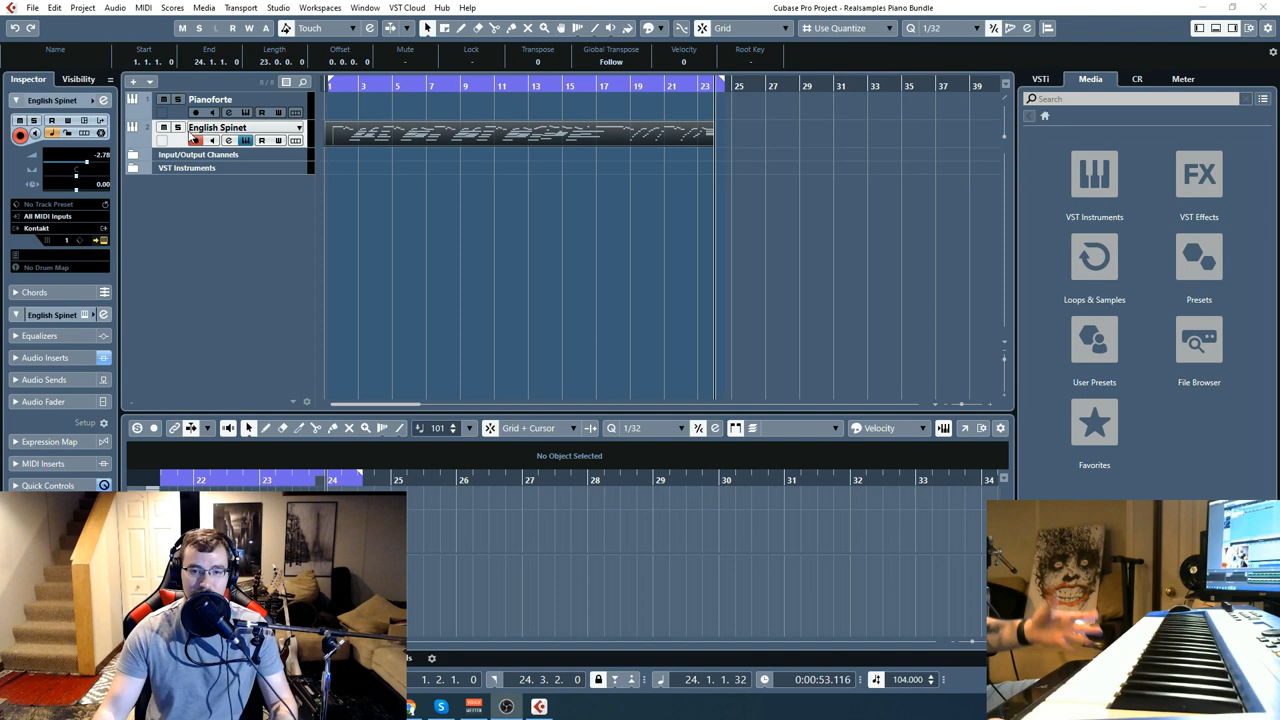 File Edit Project Audio MIDI Scores Media Transport Studio Workspaces Window VST Cloud Hub Help
Cubase Pro Project - Realsamples Piano Bundle
M S L R W A Touch Grid Use Quantize 1/32
Name Start End Length Offset Mute Lock Transpose Global Transpose Velocity Root Key
1. 1. 1. 0 24. 1. 1. 0 23. 0. 0. 0 0. 0. 0. 0 - - 0 Follow 0 -
Inspector Visibility
8 / 8
1 3 5 7 9 11 13 15 17 19 21 23 25 27 29 31 33 35 37 39
VSTi Media CR Meter
English Spinet
1 M S Pianoforte
Search
R W
2 M S English Spinet
R W
-2.78
C
0.00
Input/Output Channels
VST Instruments
No Track Preset
All MIDI Inputs
Kontakt
1
No Drum Map
Chords
English Spinet
Equalizers
Audio Inserts
Audio Sends
Audio Fader
Setup
Expression Map
MIDI Inserts
Quick Controls
VST Instruments VST Effects
Loops & Samples Presets
User Presets File Browser
Favorites
101 Grid + Cursor 1/32 Velocity
No Object Selected
22 23 24 25 26 27 28 29 30 31 32 33 34
1. 2. 1. 0 24. 3. 2. 0 24. 1. 1. 32 0:00:53.116 104.000